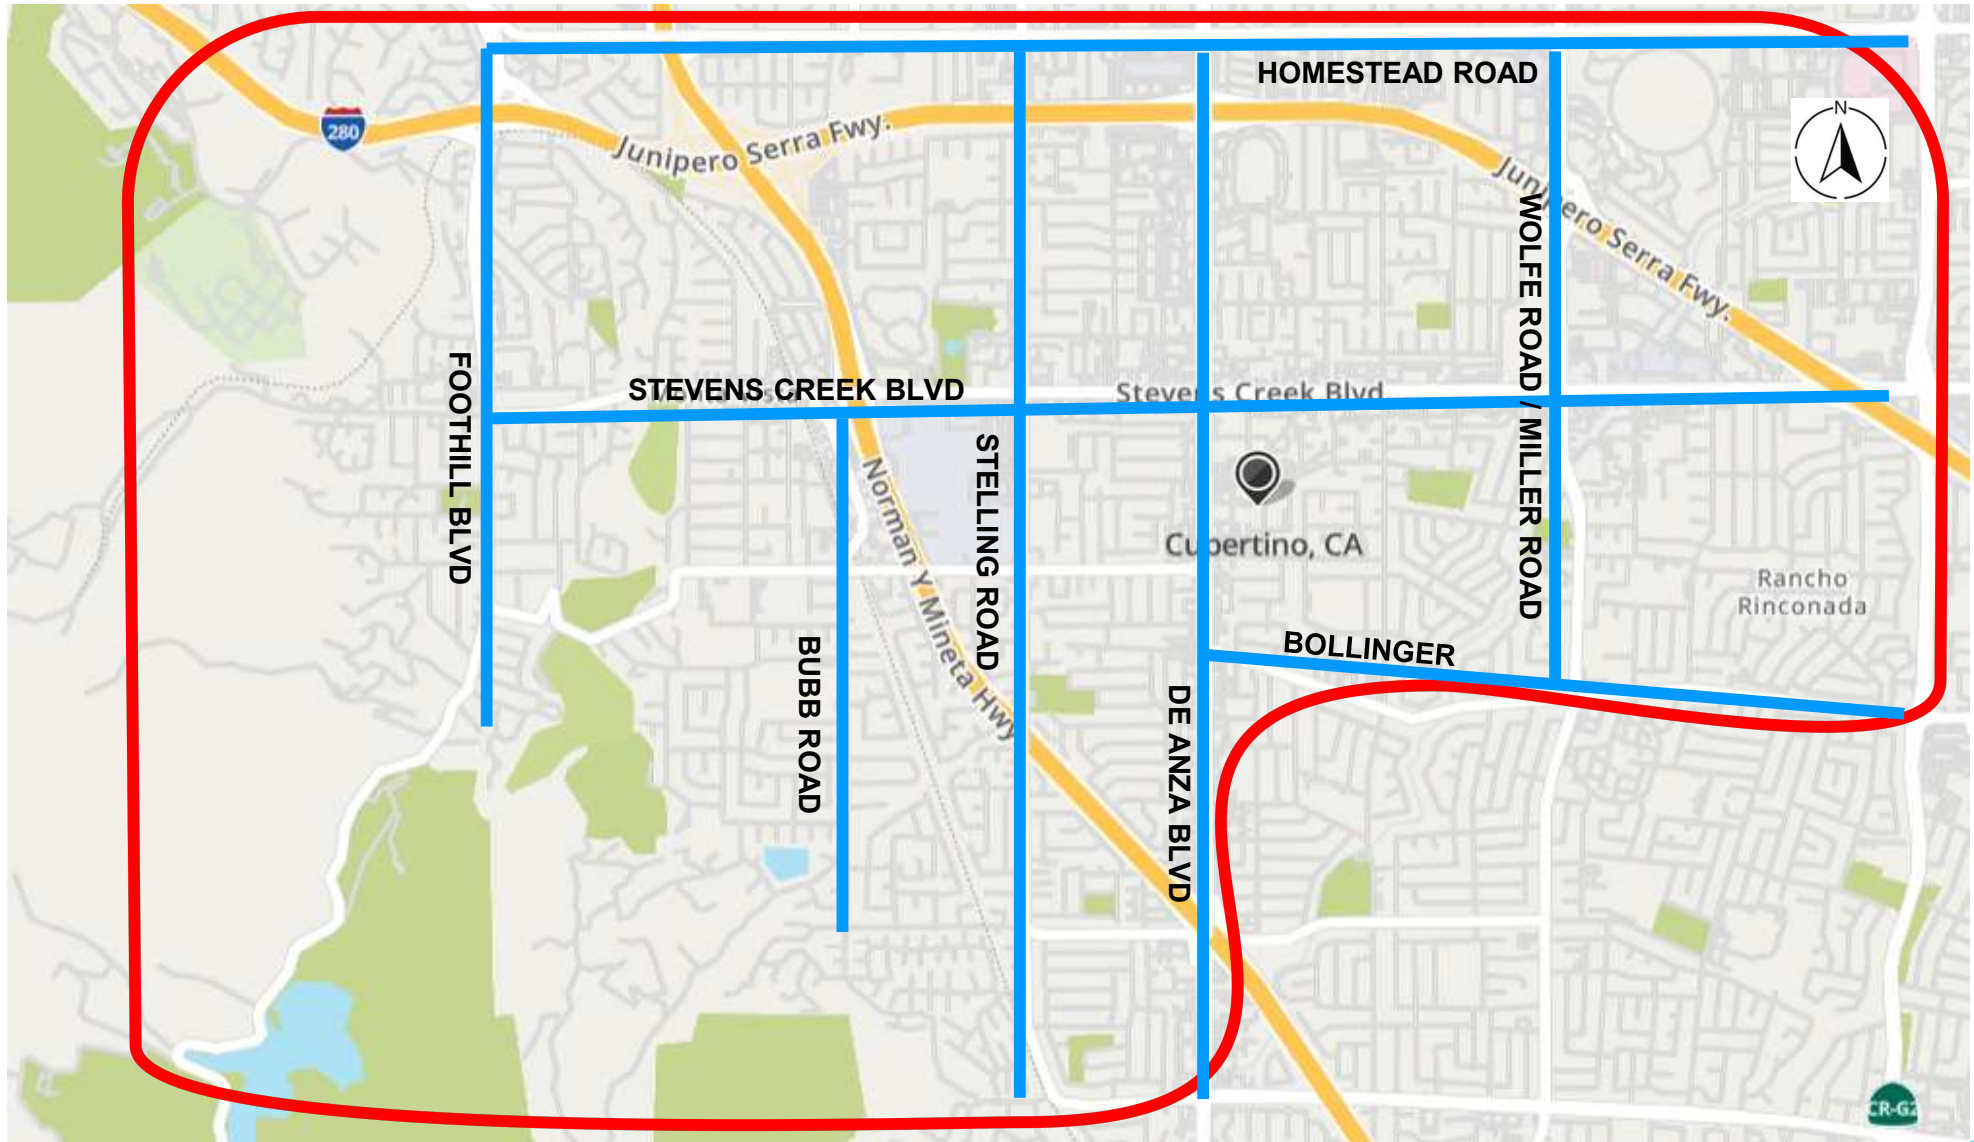 HOMESTEAD ROAD
N
280
Junipero Serra Fwy.
Junipero Serra Fwy.
WOLFE ROAD / MILLER ROAD
FOOTHILL BLVD
STEVENS CREEK BLVD
Stevens Creek Blvd.
STELLING ROAD
Norman Y Mineta Hwy
Cupertino, CA
Rancho
Rinconada
BUBB ROAD
BOLLINGER
DE ANZA BLVD
CR-G2